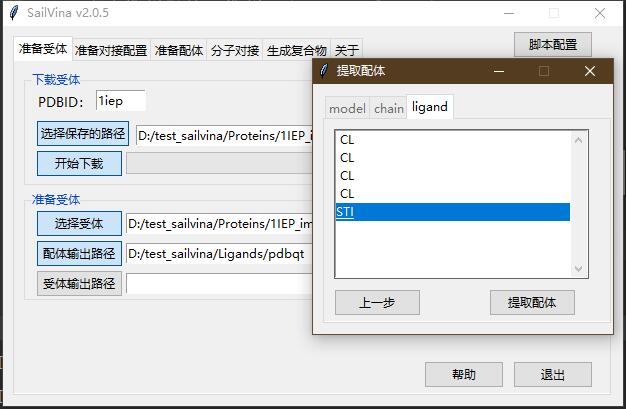 SailVina v2.0.5
准备受体 准备对接配置 准备配体 分子对接 生成复合物 关于
脚本配置
下载受体
PDBID: 1iep
选择保存的路径 D:/test_sailvina/Proteins/1IEP_i
开始下载
准备受体
选择受体 D:/test_sailvina/Proteins/1IEP_im
配体输出路径 D:/test_sailvina/Ligands/pdbqt
受体输出路径
帮助 退出
提取配体
model chain ligand
CL
CL
CL
CL
STI
上一步 提取配体